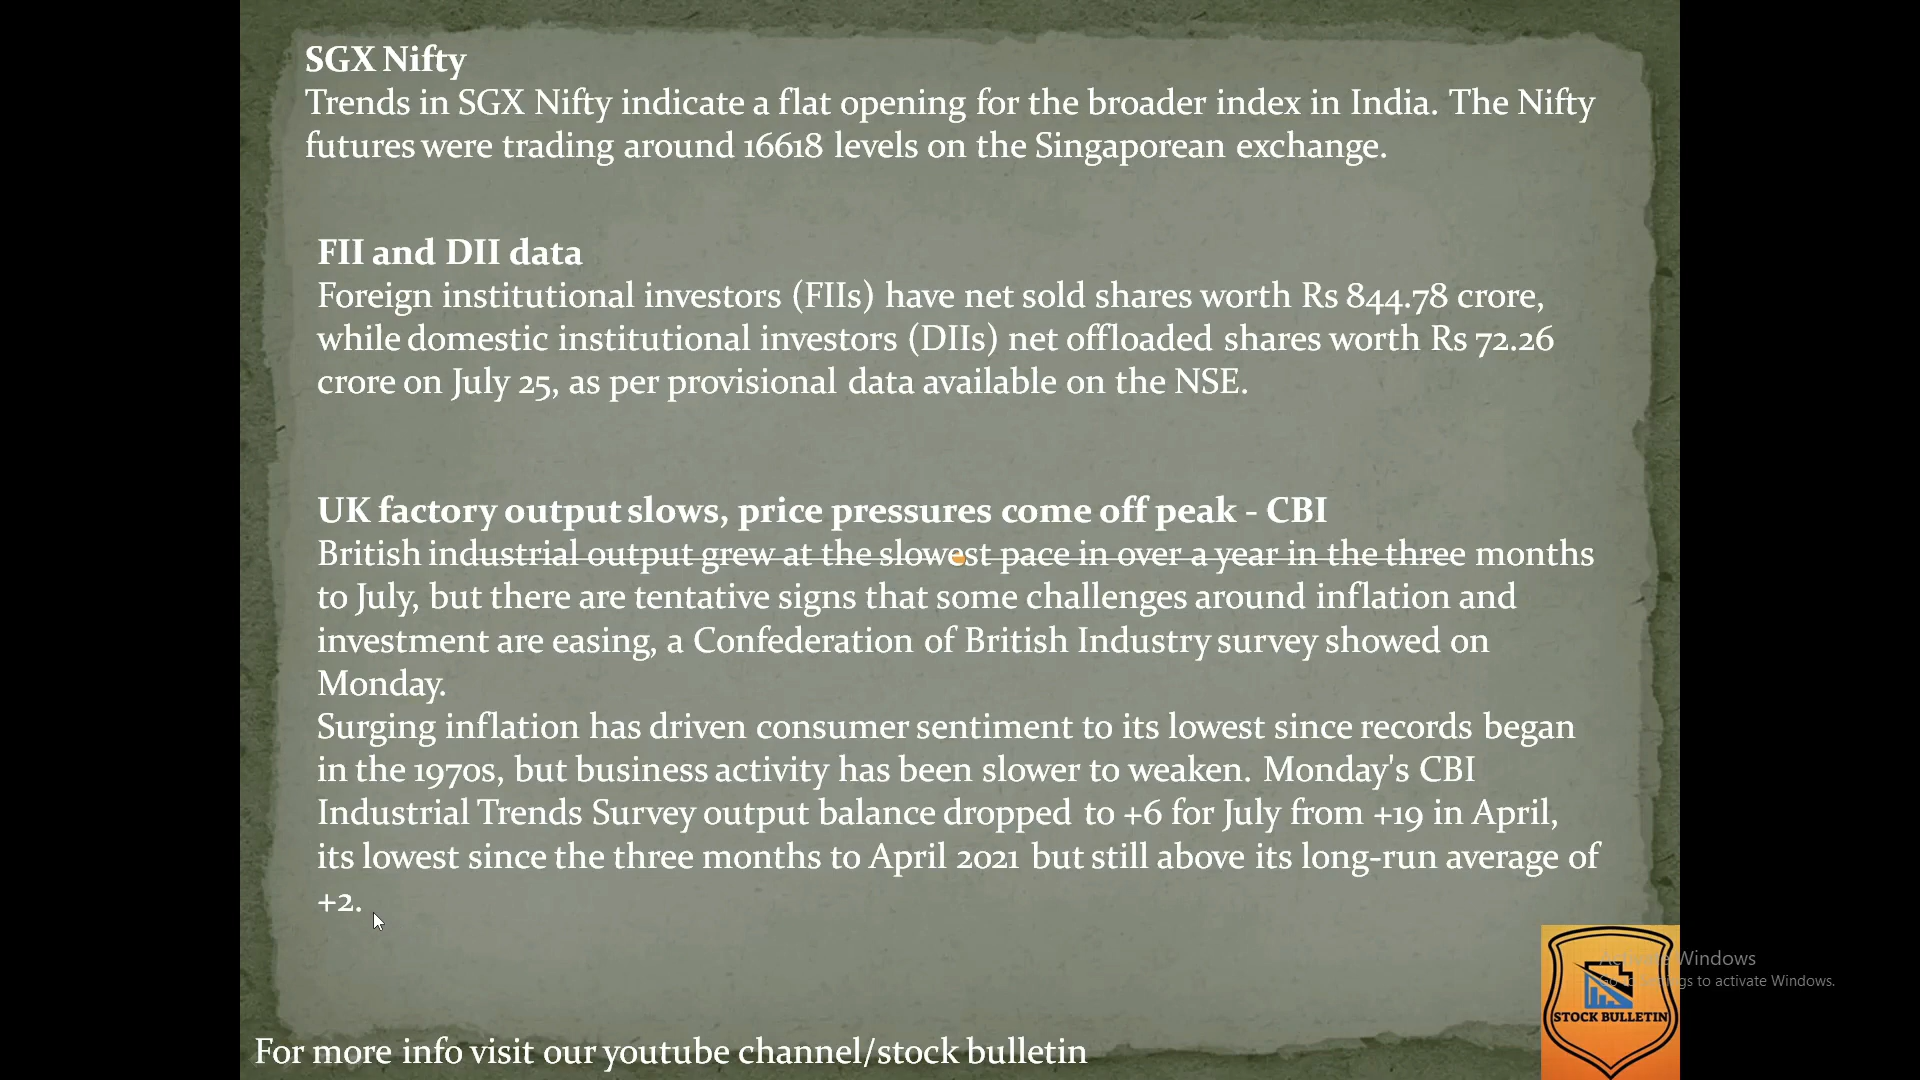 SGX Nifty
Trends in SGX Nifty indicate a flat opening for the broader index in India. The Nifty
futures were trading around 16618 levels on the Singaporean exchange.
FII and DII data
Foreign institutional investors (FIIs) have net sold shares worth Rs 844.78 crore,
while domestic institutional investors (DIIs) net offloaded shares worth Rs 72.26
crore on July 25, as per provisional data available on the NSE.
UK factory output slows, price pressures come off peak - CBI
British industrial output grew at the slowest pace in over a year in the three months
to July, but there are tentative signs that some challenges around inflation and
investment are easing, a Confederation of British Industry survey showed on
Monday.
Surging inflation has driven consumer sentiment to its lowest since records began
in the 1970s, but business activity has been slower to weaken. Monday's CBI
Industrial Trends Survey output balance dropped to +6 for July from +19 in April,
its lowest since the three months to April 2021 but still above its long-run average of
+2.
Windows
to activate Windows.
STOCK BULLETIN
For more info visit our youtube channel/stock bulletin